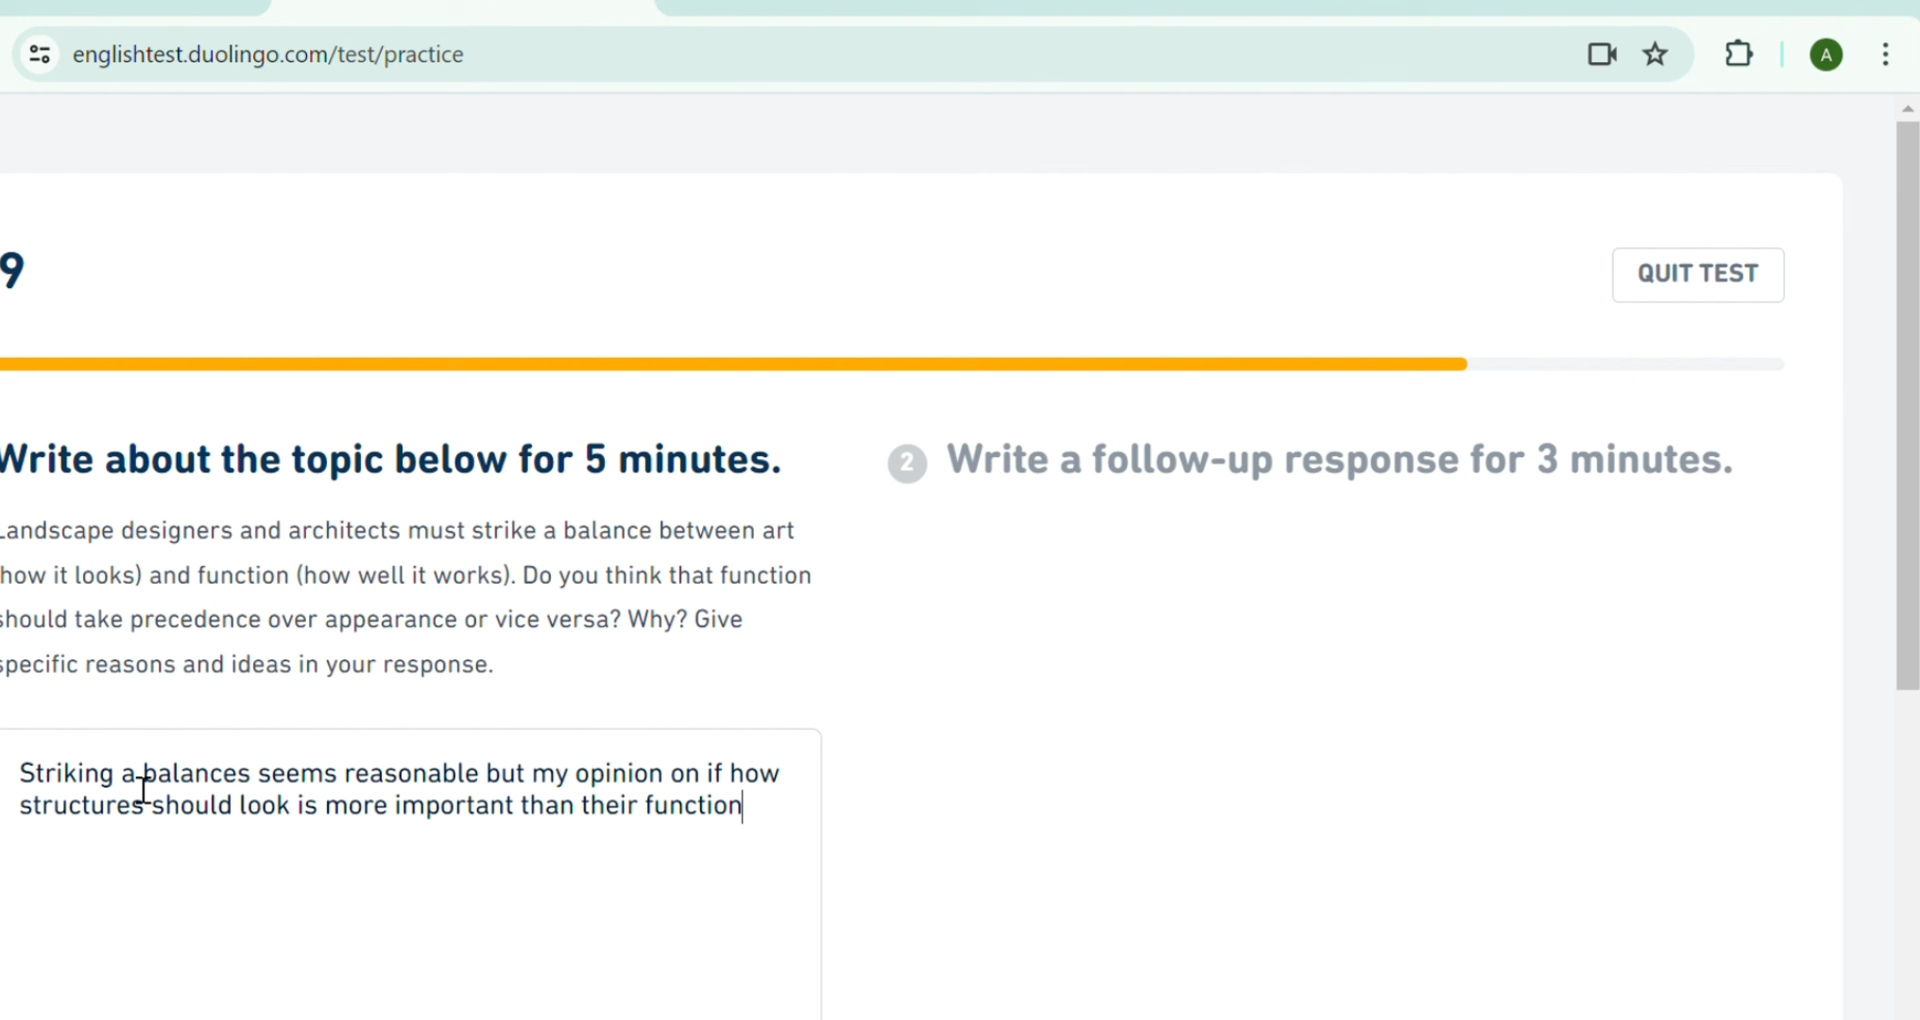 englishtest.duolingo.com/test/practice
A
9
QUIT TEST
Write about the topic below for 5 minutes.
2 Write a follow-up response for 3 minutes.
Landscape designers and architects must strike a balance between art
how it looks) and function (how well it works). Do you think that function
should take precedence over appearance or vice versa? Why? Give
specific reasons and ideas in your response.
Striking a balances seems reasonable but my opinion on if how
structures should look is more important than their function